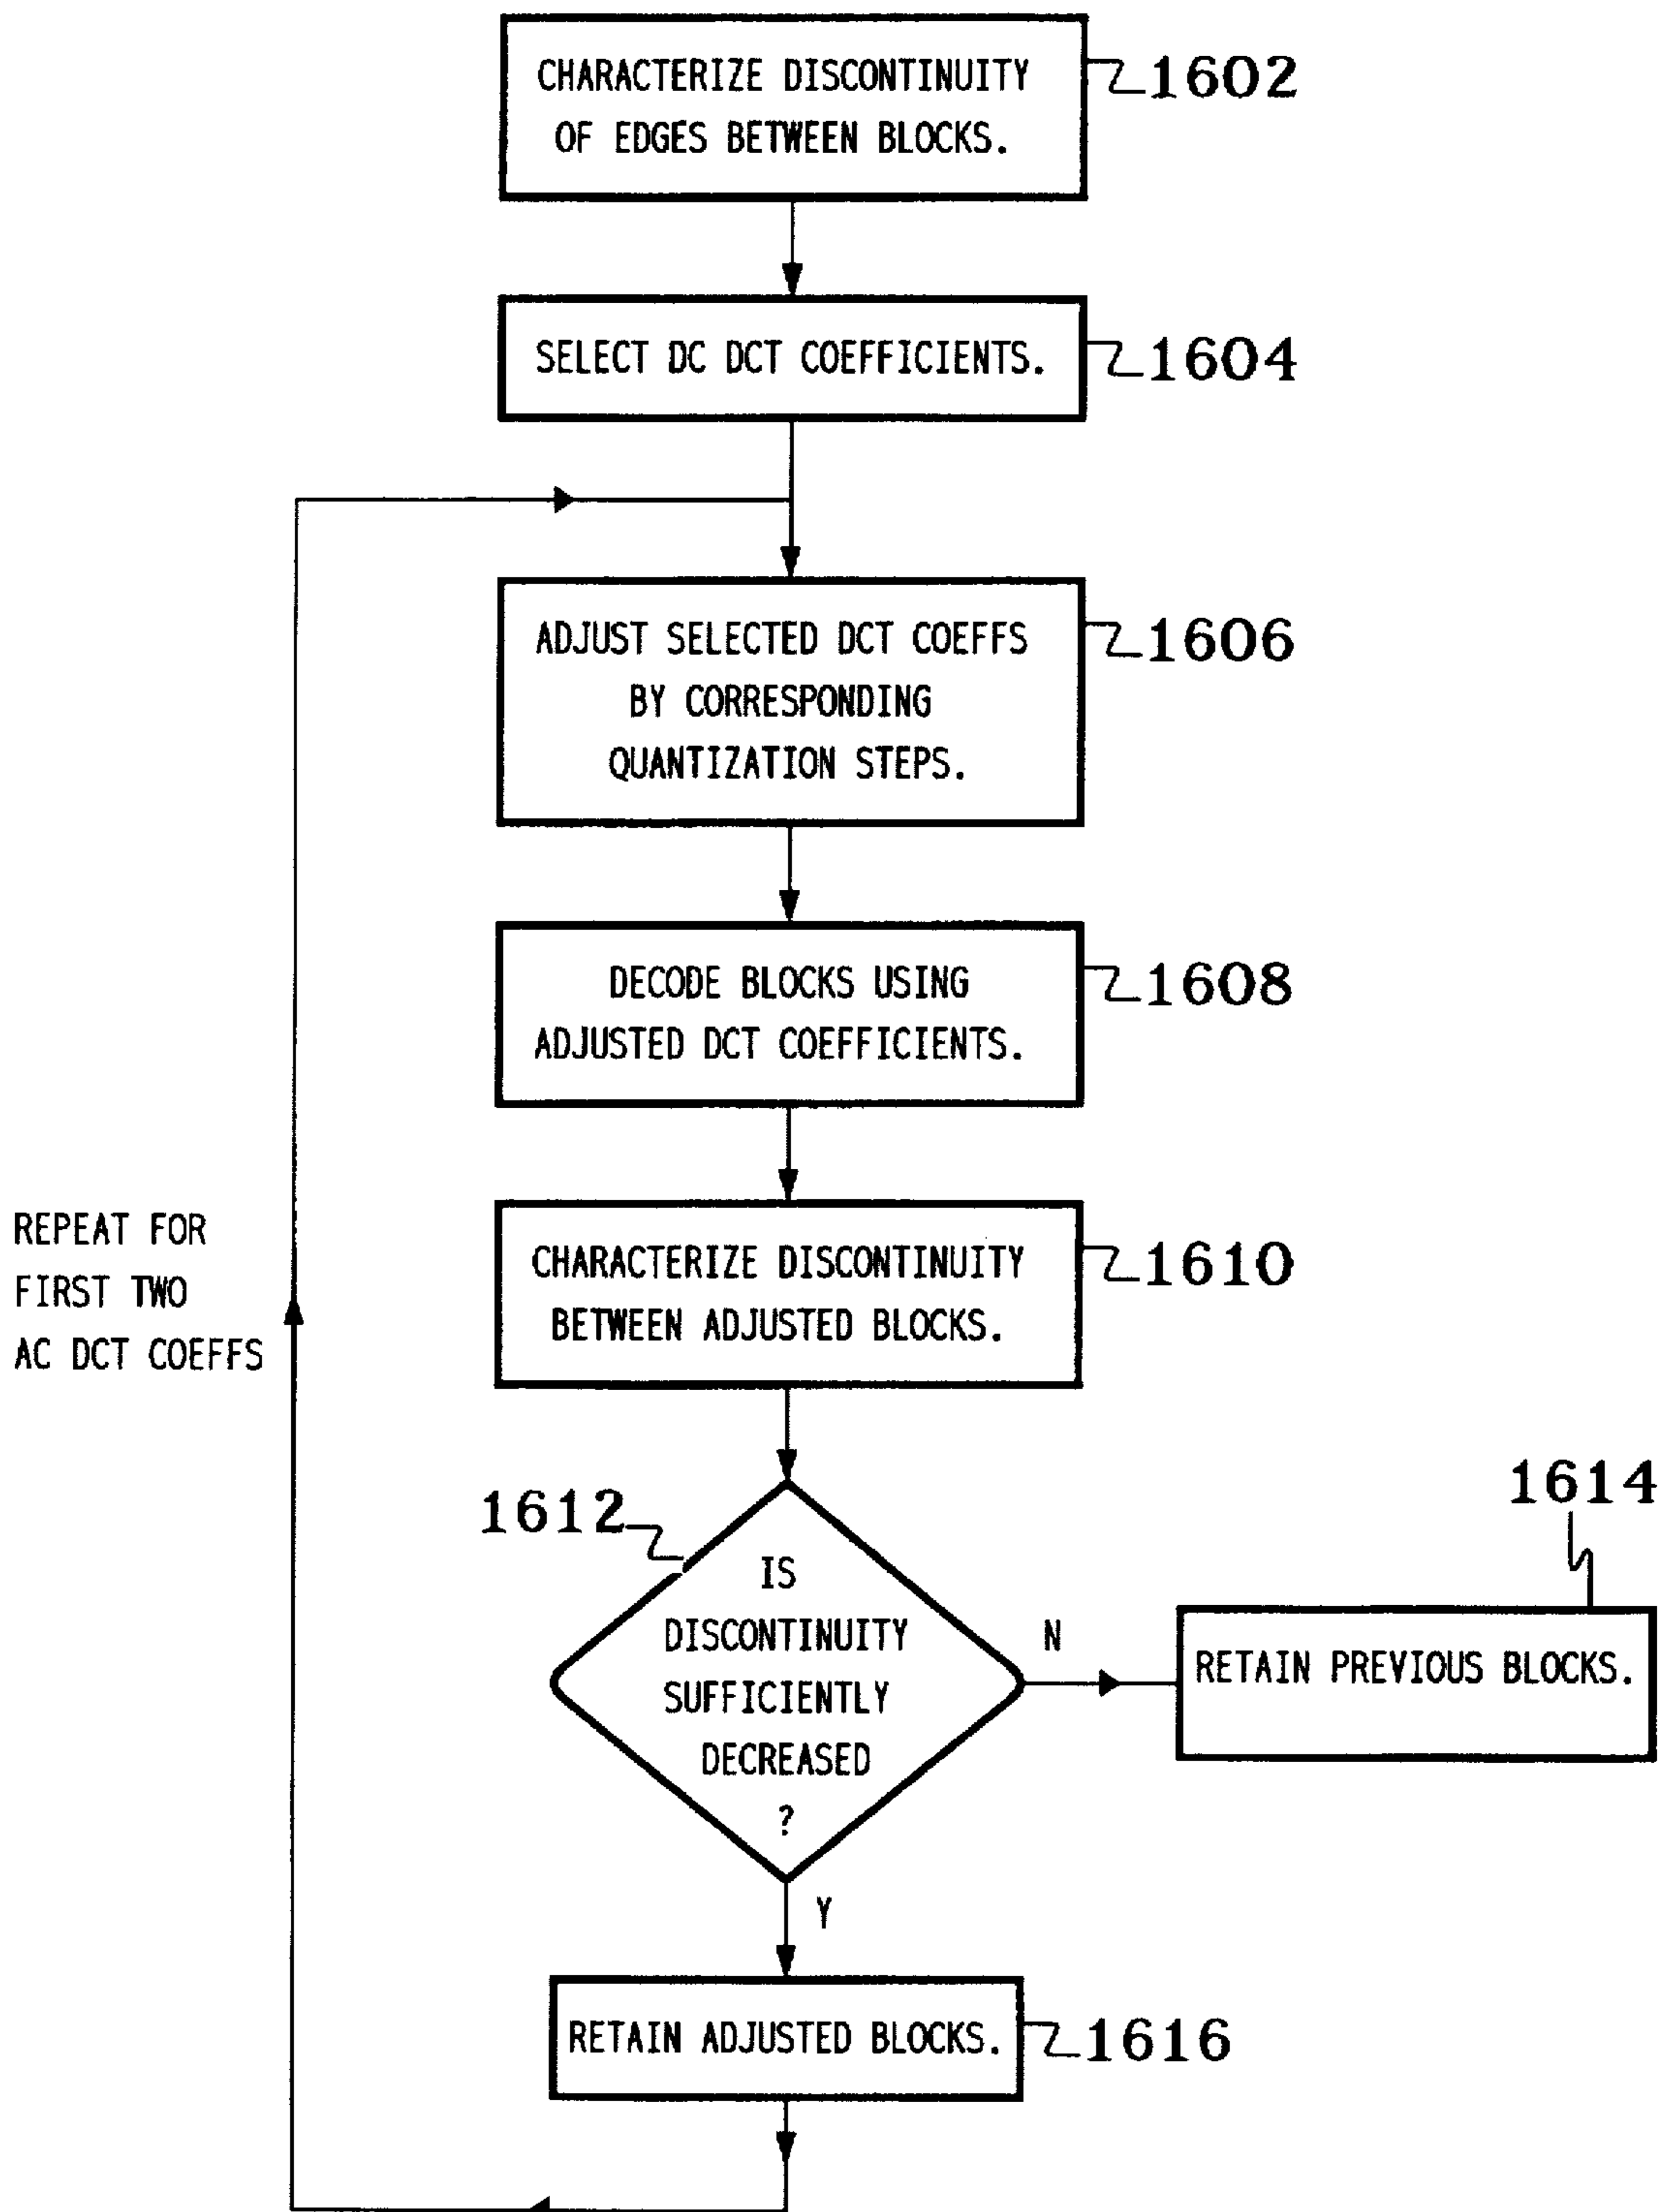 CHARACTERIZE DISCONTINUITY
OF EDGES BETWEEN BLOCKS.
1602
SELECT DC DCT COEFFICIENTS.
1604
ADJUST SELECTED DCT COEFFS
BY CORRESPONDING
QUANTIZATION STEPS.
1606
DECODE BLOCKS USING
ADJUSTED DCT COEFFICIENTS.
1608
REPEAT FOR
FIRST TWO
AC DCT COEFFS
CHARACTERIZE DISCONTINUITY
BETWEEN ADJUSTED BLOCKS.
1610
1612
IS
DISCONTINUITY
SUFFICIENTLY
DECREASED
?
N
1614
RETAIN PREVIOUS BLOCKS.
Y
RETAIN ADJUSTED BLOCKS.
1616